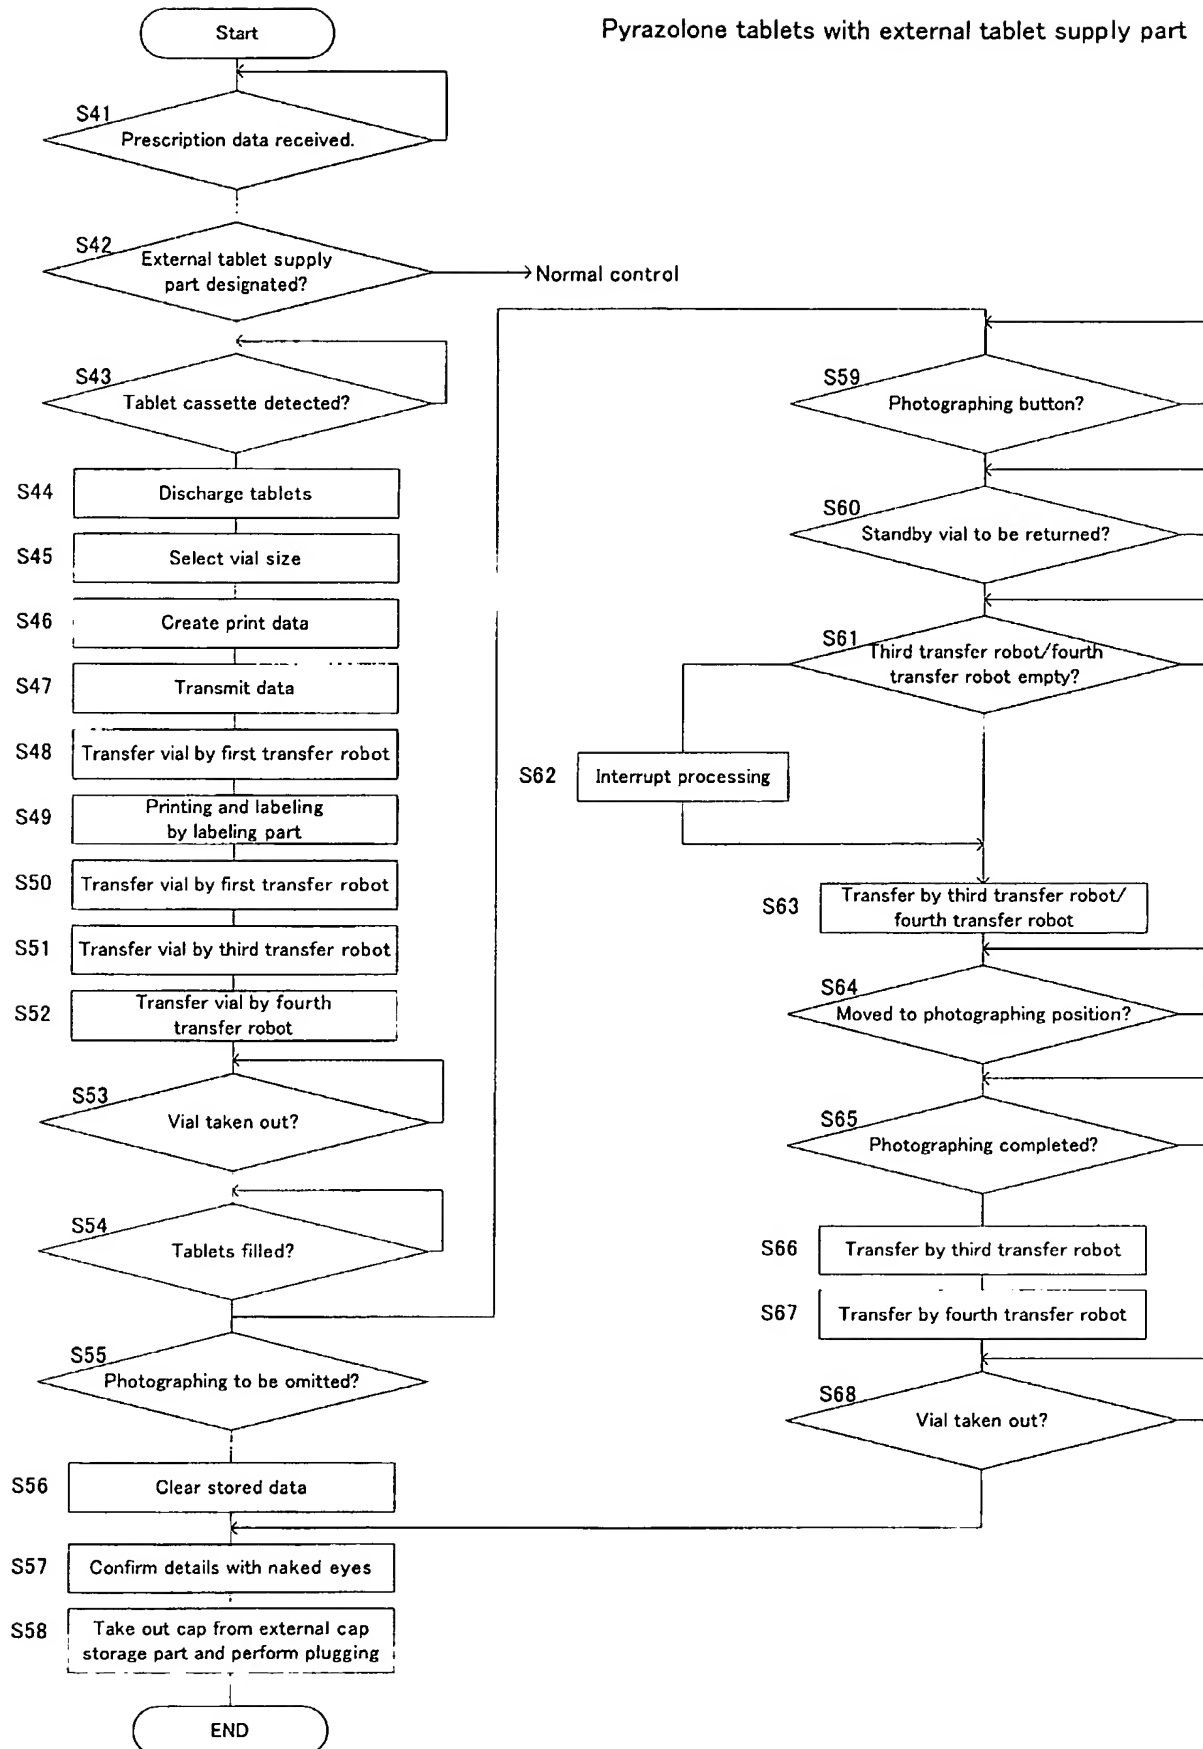 Pyrazolone tablets with external tablet supply part
Start
S41
Prescription data received.
S42
External tablet supply
part designated?
Normal control
S43
Tablet cassette detected?
S44
Discharge tablets
S45
Select vial size
S46
Create print data
S47
Transmit data
S48
Transfer vial by first transfer robot
S49
Printing and labeling
by labeling part
S50
Transfer vial by first transfer robot
S51
Transfer vial by third transfer robot
S52
Transfer vial by fourth
transfer robot
S53
Vial taken out?
S54
Tablets filled?
S55
Photographing to be omitted?
S56
Clear stored data
S57
Confirm details with naked eyes
S58
Take out cap from external cap
storage part and perform plugging
END
S59
Photographing button?
S60
Standby vial to be returned?
S61
Third transfer robot/fourth
transfer robot empty?
S62
Interrupt processing
S63
Transfer by third transfer robot/
fourth transfer robot
S64
Moved to photographing position?
S65
Photographing completed?
S66
Transfer by third transfer robot
S67
Transfer by fourth transfer robot
S68
Vial taken out?